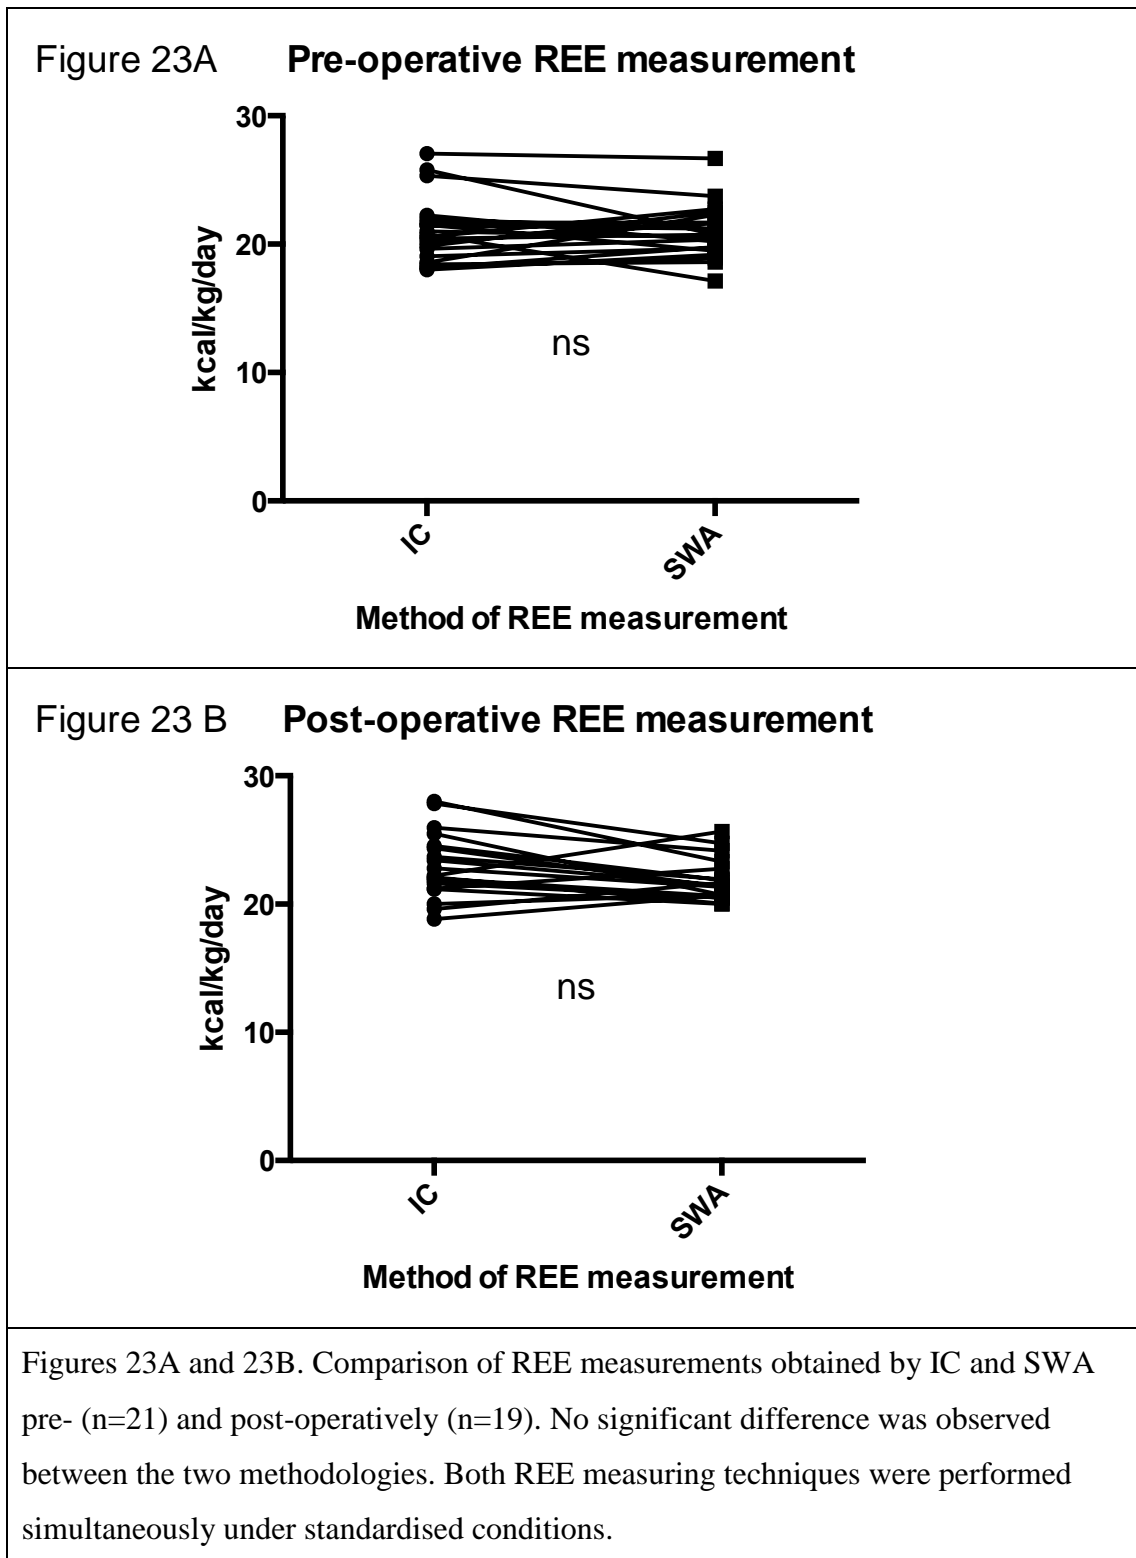 Figure 23A Pre-operative REE measurement
30
20
10
0
kcal/kg/day
ns
IC
SWA
Method of REE measurement
Figure 23 B Post-operative REE measurement
30
20
10
0
kcal/kg/day
ns
IC
SWA
Method of REE measurement
Figures 23A and 23B. Comparison of REE measurements obtained by IC and SWA
pre- (n=21) and post-operatively (n=19). No significant difference was observed
between the two methodologies. Both REE measuring techniques were performed
simultaneously under standardised conditions.